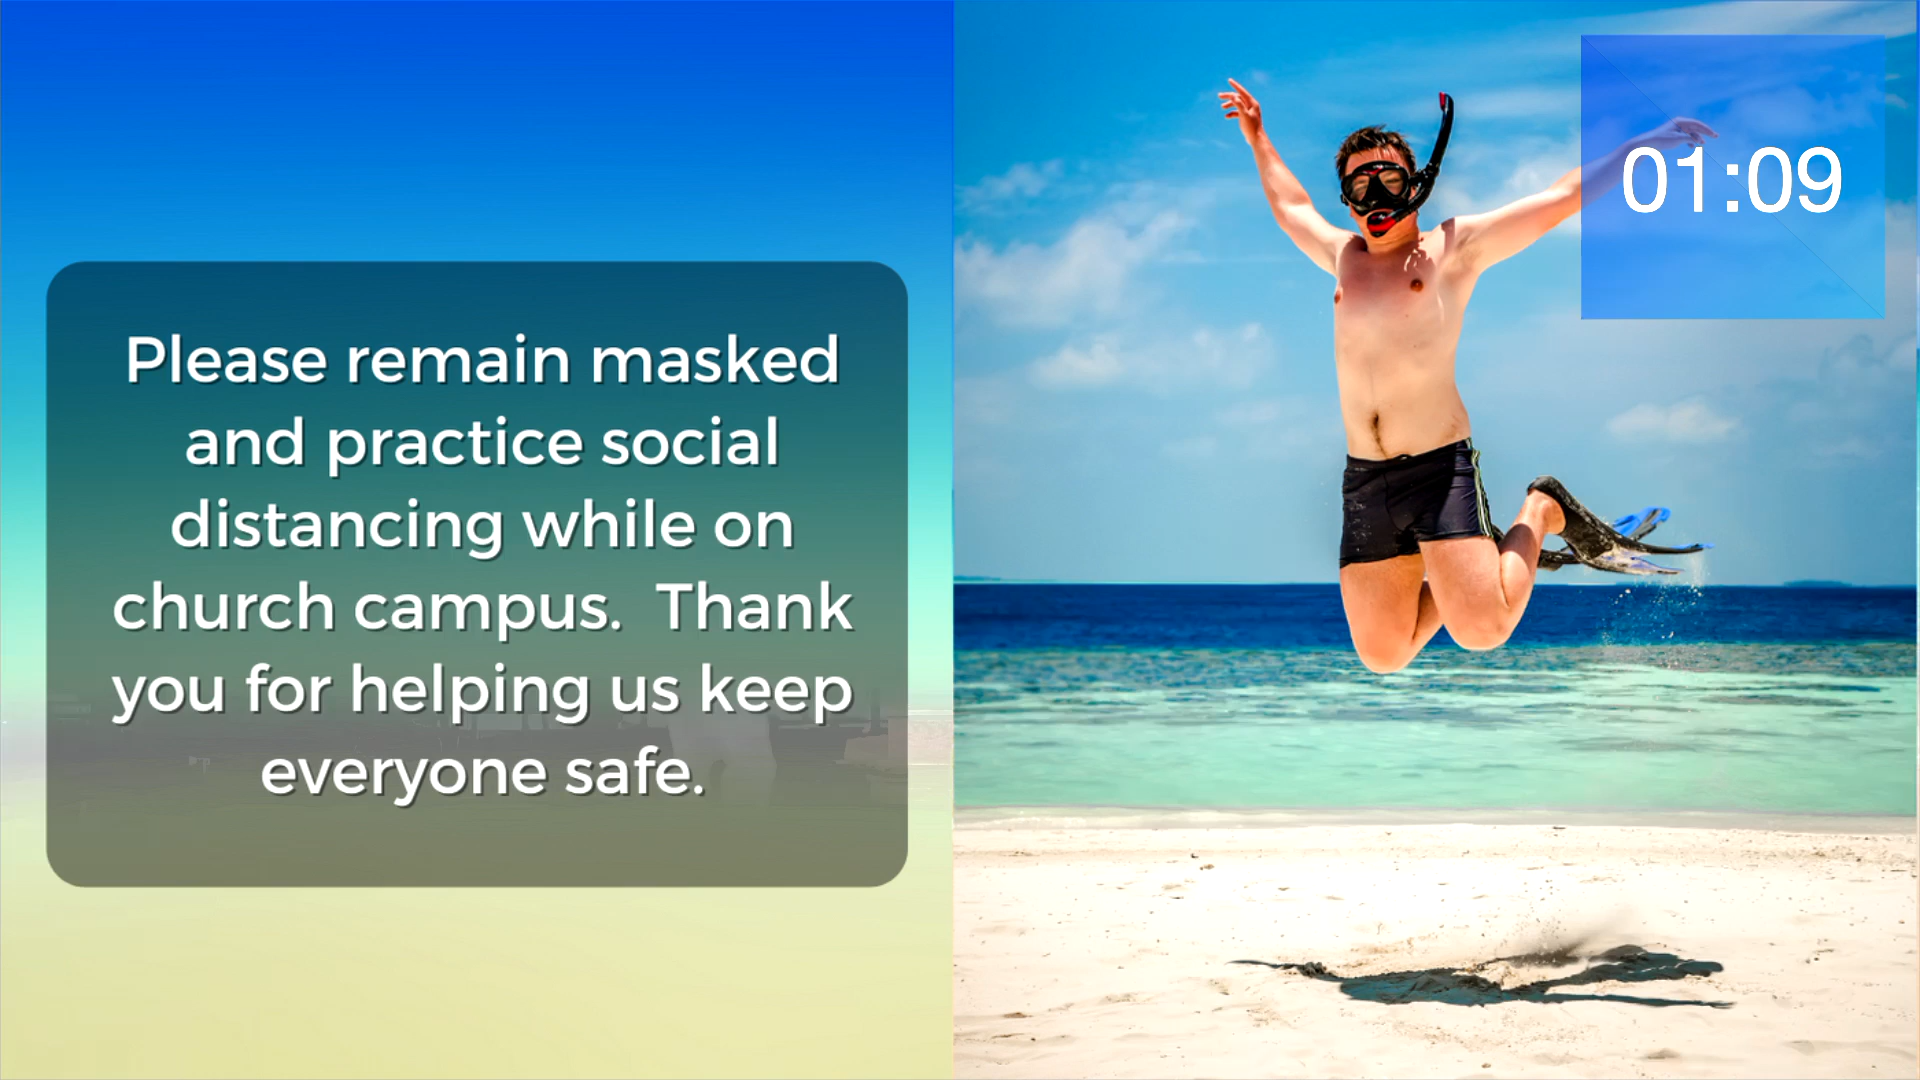 Please remain masked
and practice social
distancing while on
church campus.  Thank
you for helping us keep
everyone safe.
01:09